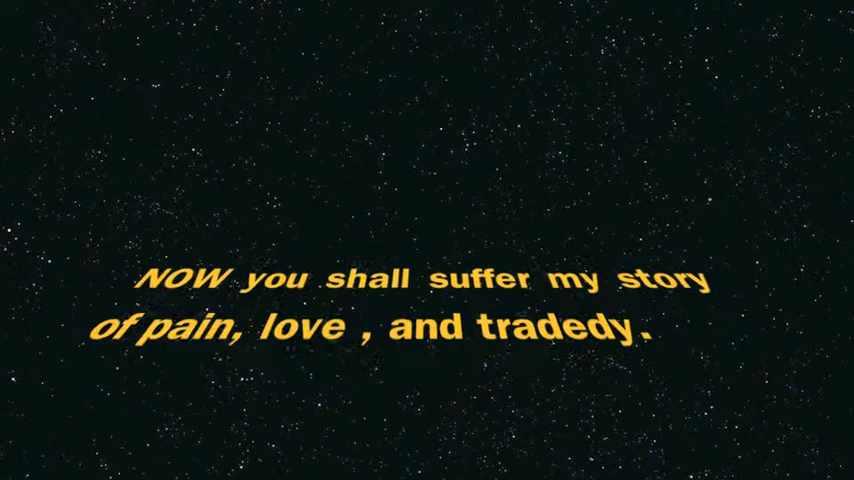 NOW you shall suffer my story
of pain, love , and tradedy.